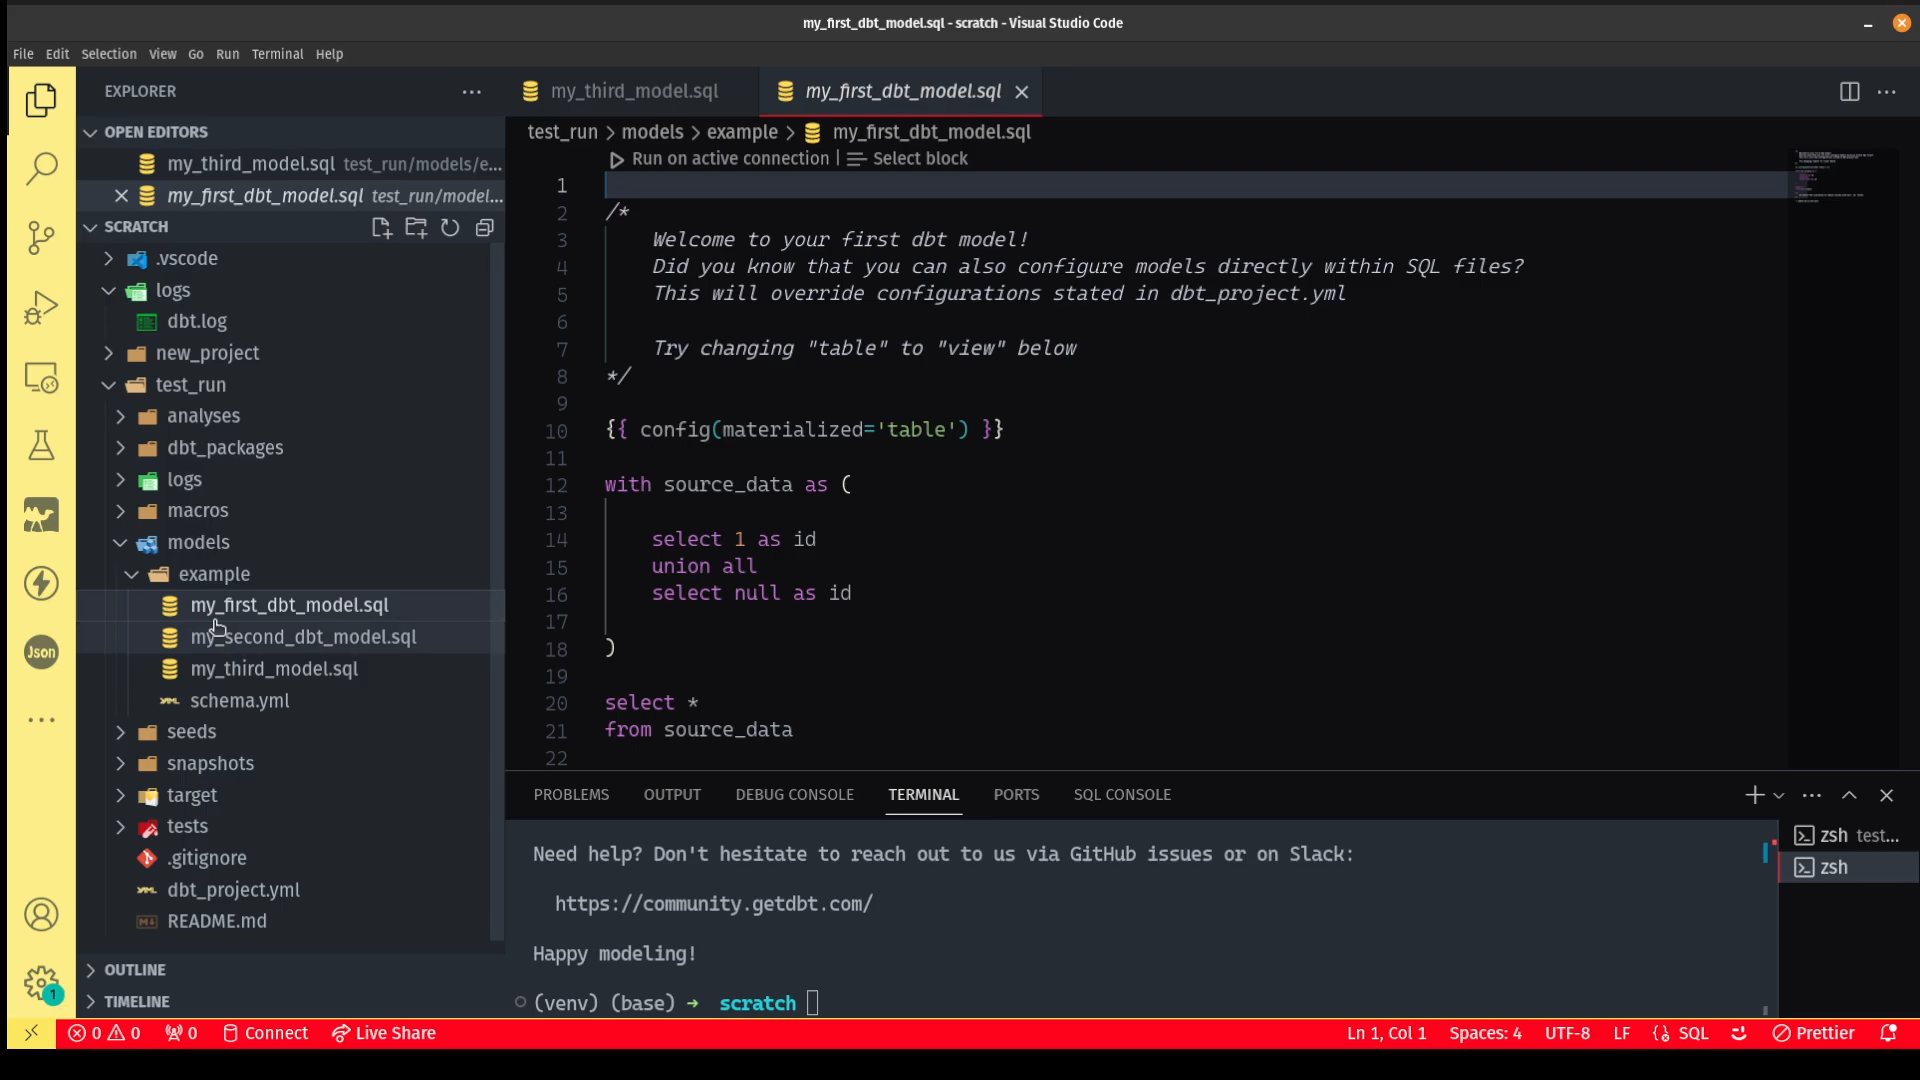 my_first_dbt_model.sql - scratch - Visual Studio Code
File Edit Selection View Go Run Terminal Help
EXPLORER
OPEN EDITORS
my_third_model.sql test_run/models/e...
my_first_dbt_model.sql test_run/model...
SCRATCH
.vscode
logs
dbt.log
new_project
test_run
analyses
dbt_packages
logs
macros
models
example
my_first_dbt_model.sql
my_second_dbt_model.sql
my_third_model.sql
schema.yml
seeds
snapshots
target
tests
.gitignore
dbt_project.yml
README.md
OUTLINE
TIMELINE
Json
1
my_third_model.sql my_first_dbt_model.sql
test_run > models > example > my_first_dbt_model.sql
Run on active connection | Select block
1
2 /*
3 Welcome to your first dbt model!
4 Did you know that you can also configure models directly within SQL files?
5 This will override configurations stated in dbt_project.yml
6
7 Try changing "table" to "view" below
8 */
9
10 {{ config(materialized='table') }}
11
12 with source_data as (
13
14 select 1 as id
15 union all
16 select null as id
17
18 )
19
20 select *
21 from source_data
22
PROBLEMS OUTPUT DEBUG CONSOLE TERMINAL PORTS SQL CONSOLE
Need help? Don't hesitate to reach out to us via GitHub issues or on Slack:
https://community.getdbt.com/
Happy modeling!
(venv) (base) → scratch
zsh test...
zsh
0 0 0 Connect Live Share Ln 1, Col 1 Spaces: 4 UTF-8 LF SQL Prettier